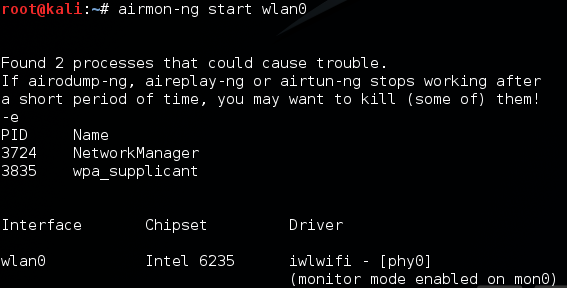 root@kali:~# airmon-ng start wlan0
Found 2 processes that could cause trouble.
If airodump-ng, aireplay-ng or airtun-ng stops working after
a short period of time, you may want to kill (some of) them!
-e
PID Name
3724 NetworkManager
3835 wpa_supplicant
Interface Chipset Driver
wlan0 Intel 6235 iwlwifi - [phy0]
(monitor mode enabled on mon0)